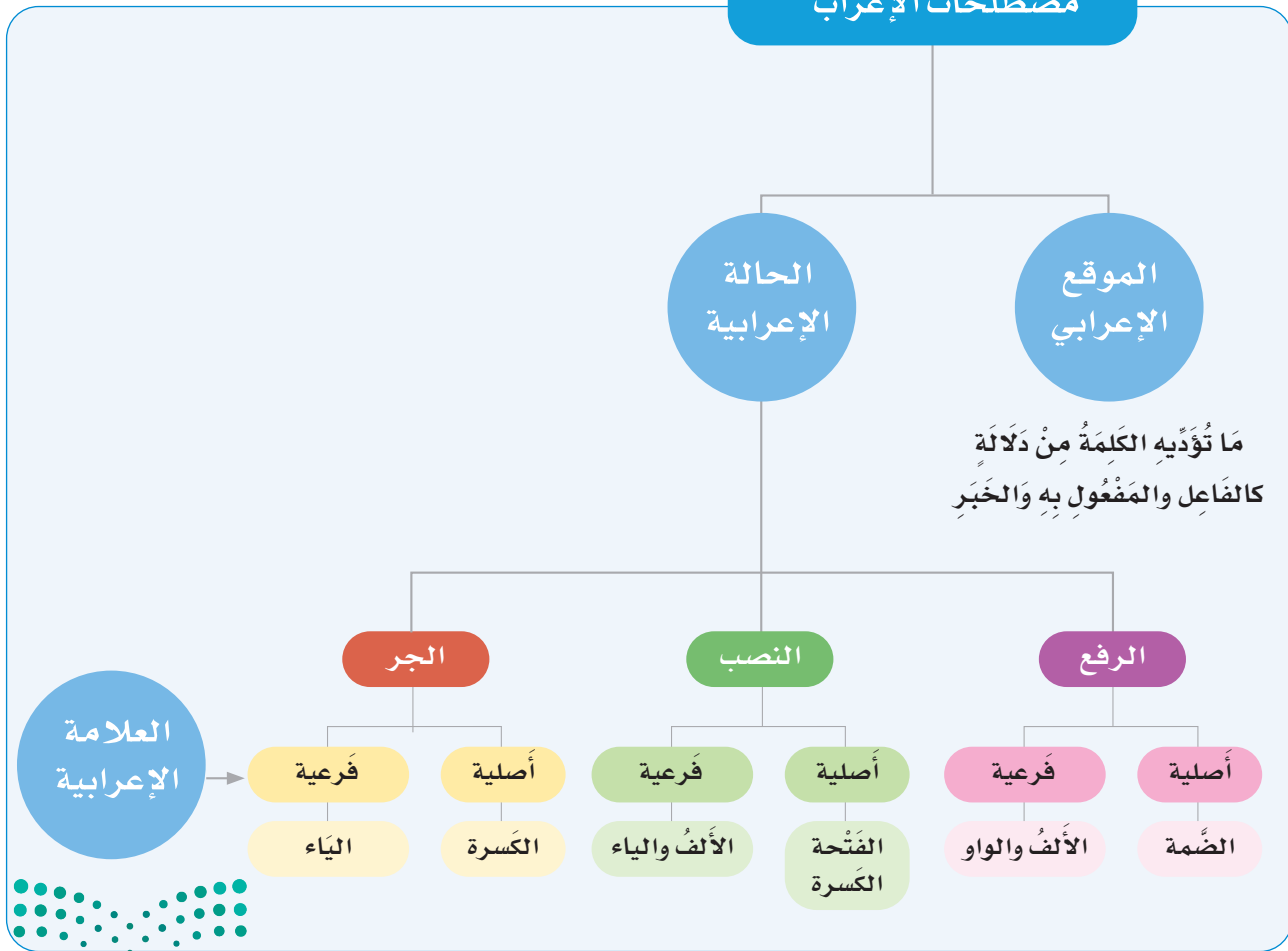 مصطلحات الإعراب
الموقع
الإعرابي
الحالة
الإعرابية
مَا تُؤَدِّيهِ الكَلِمَةُ مِنْ دَلَالَةٍ
كالفَاعِل والمَفْعُولِ بِهِ وَالخَبَرِ
الرفع
النصب
الجر
العلامة
الإعرابية
أَصلية
فَرعية
أَصلية
فَرعية
أَصلية
فَرعية
الضَّمة
الأَلفُ والواو
الفَتْحة
الكَسرة
الأَلفُ والياء
الكَسرة
اليَاء